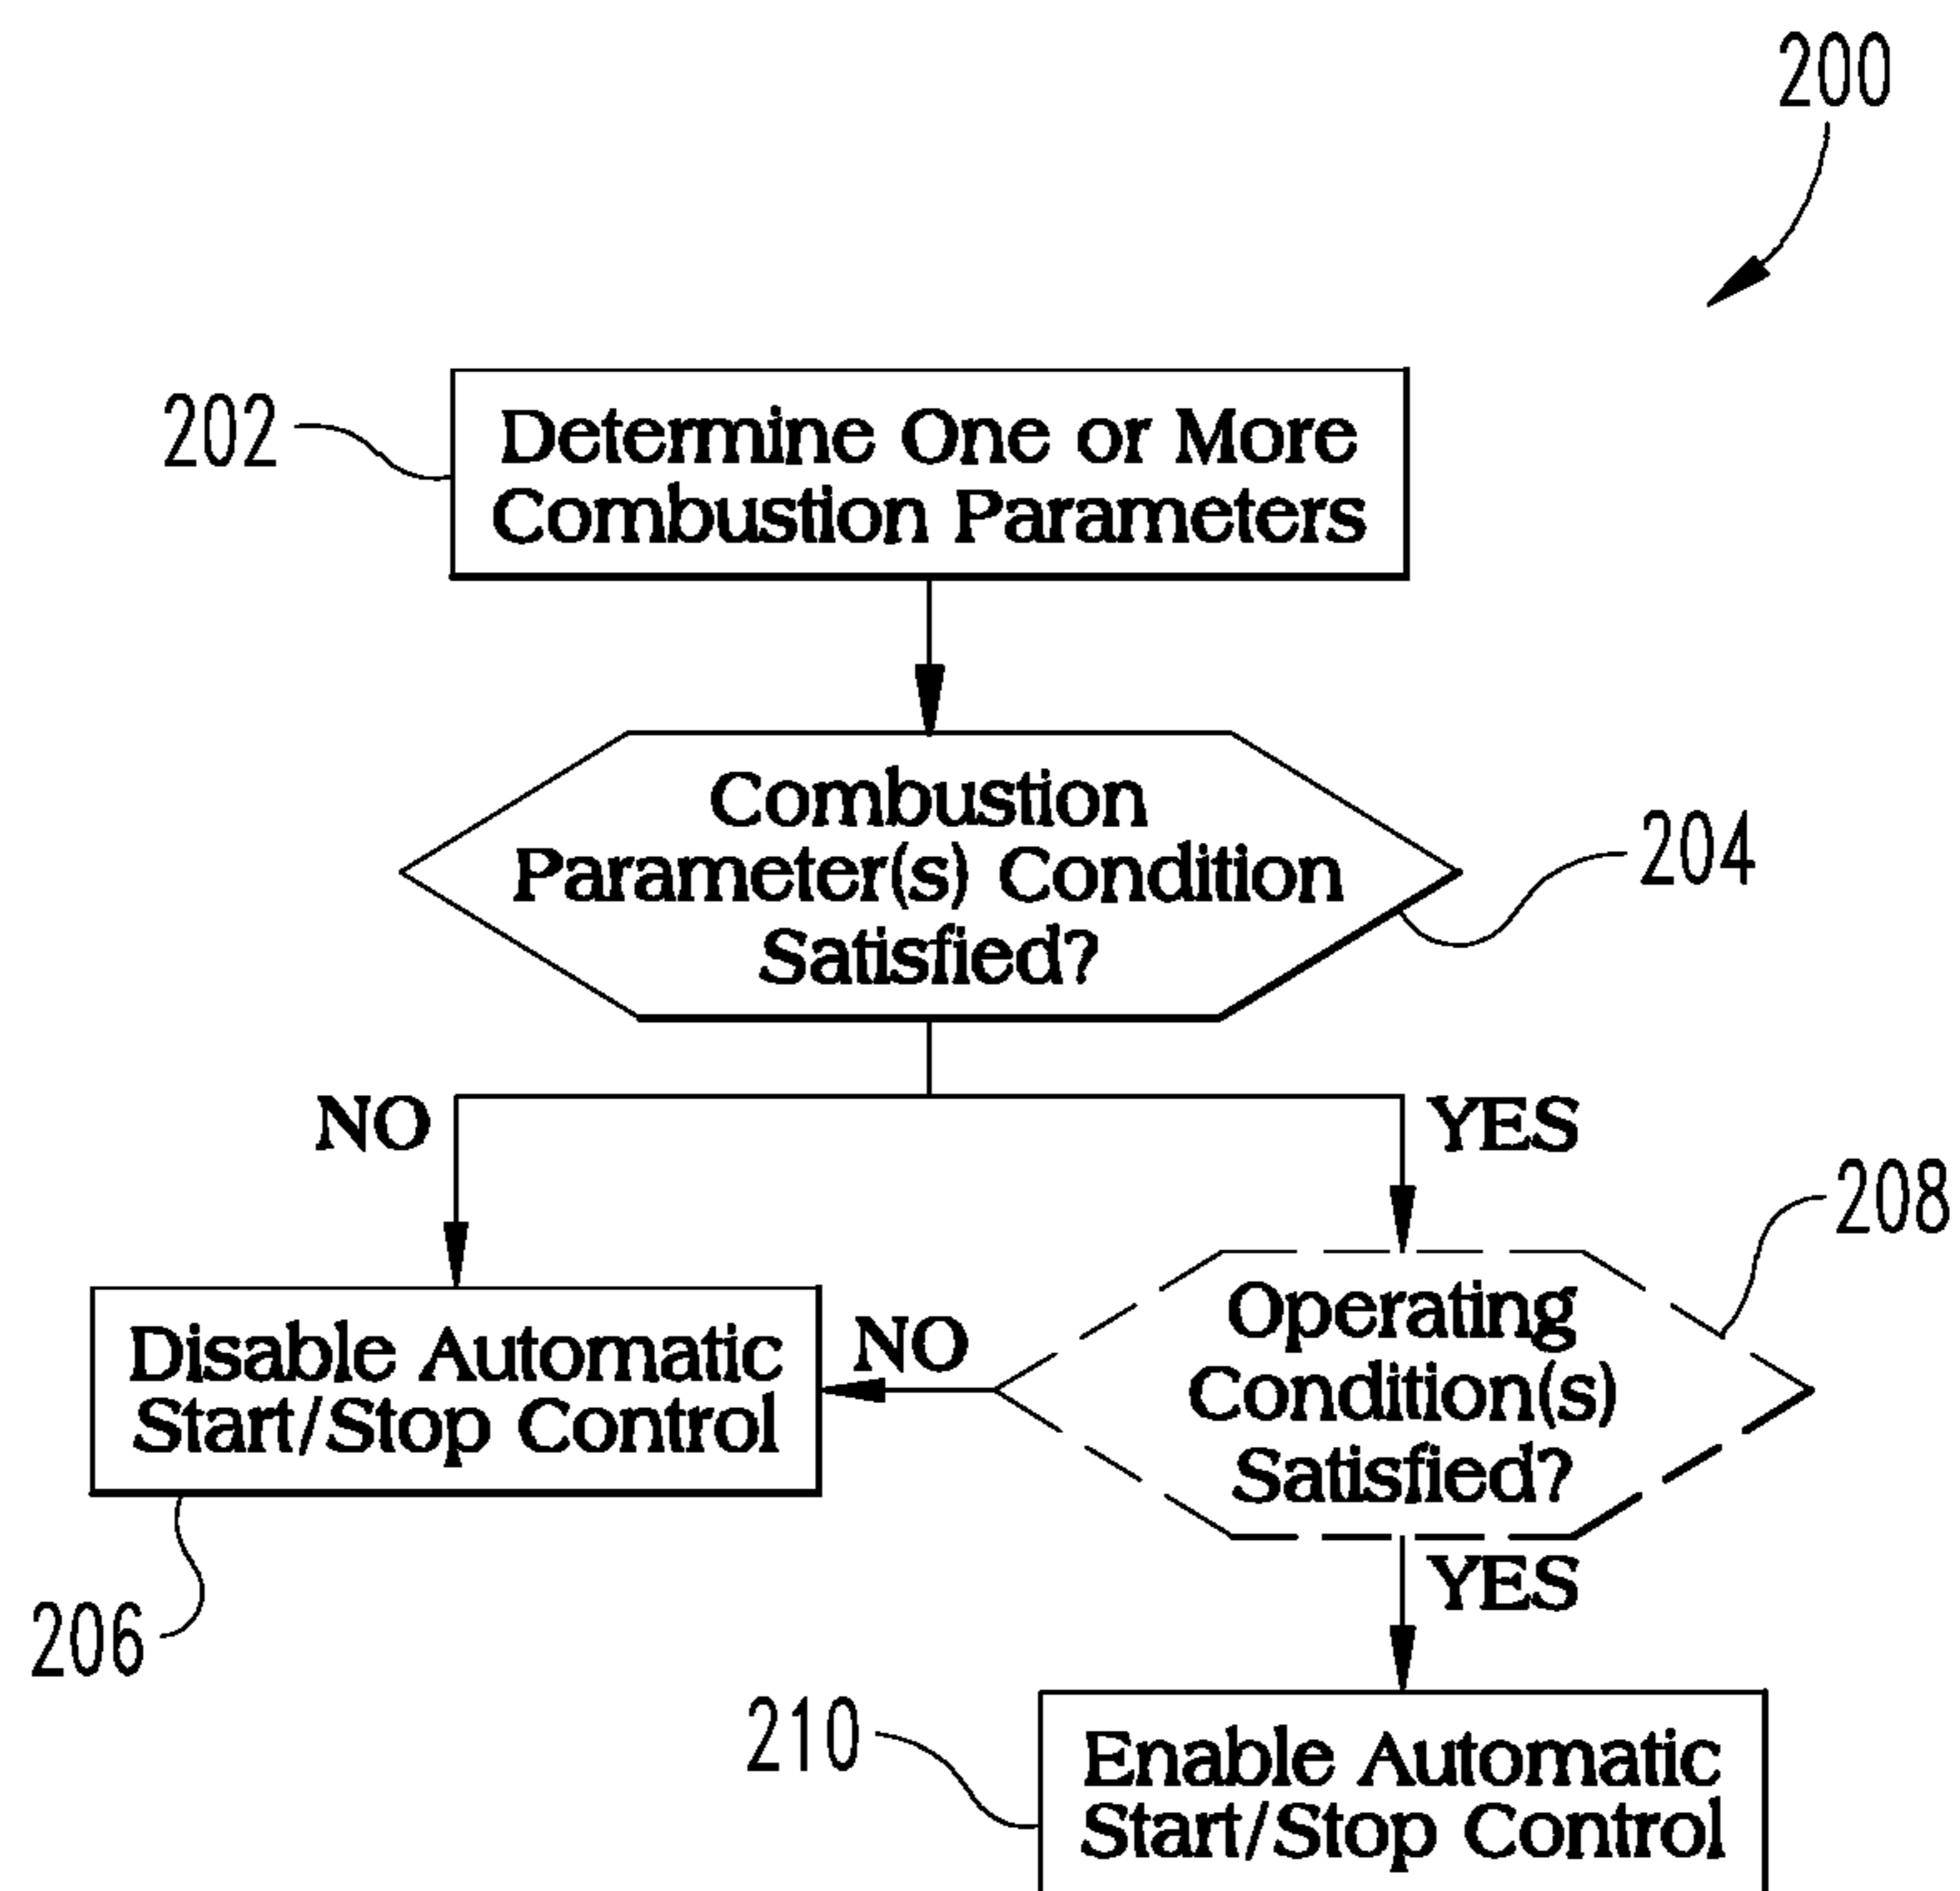 200
202
Determine One or More
Combustion Parameters
Combustion
Parameter(s) Condition
Satisfied?
204
NO
YES
208
Operating
Condition(s)
Satisfied?
NO
Disable Automatic
Start/Stop Control
206
YES
210
Enable Automatic
Start/Stop Control